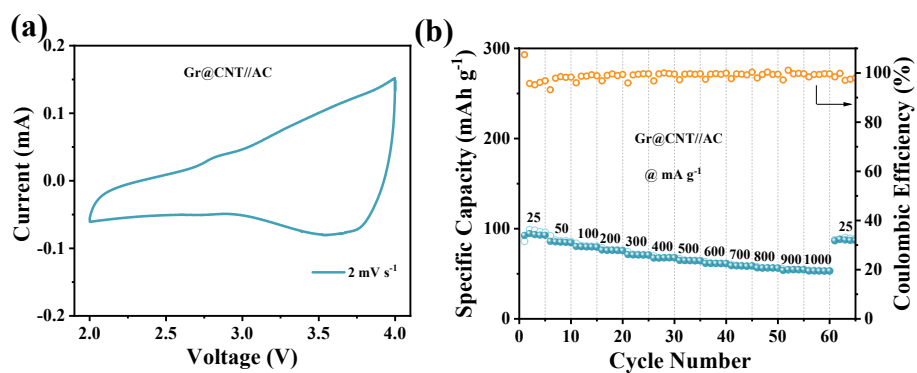 (a)
0.2
0.1
0.0
-0.1
-0.2
Current (mA)
Gr@CNT//AC
2 mV s⁻¹
2.0 2.5 3.0 3.5 4.0
Voltage (V)
(b)
300
200
100
0
Specific Capacity (mAh g⁻¹)
Gr@CNT//AC
@ mA g⁻¹
25 50 100 200 300 400 500 600 700 800 900 1000 25
0 10 20 30 40 50 60
Cycle Number
100
80
60
40
20
0
Coulombic Efficiency (%)